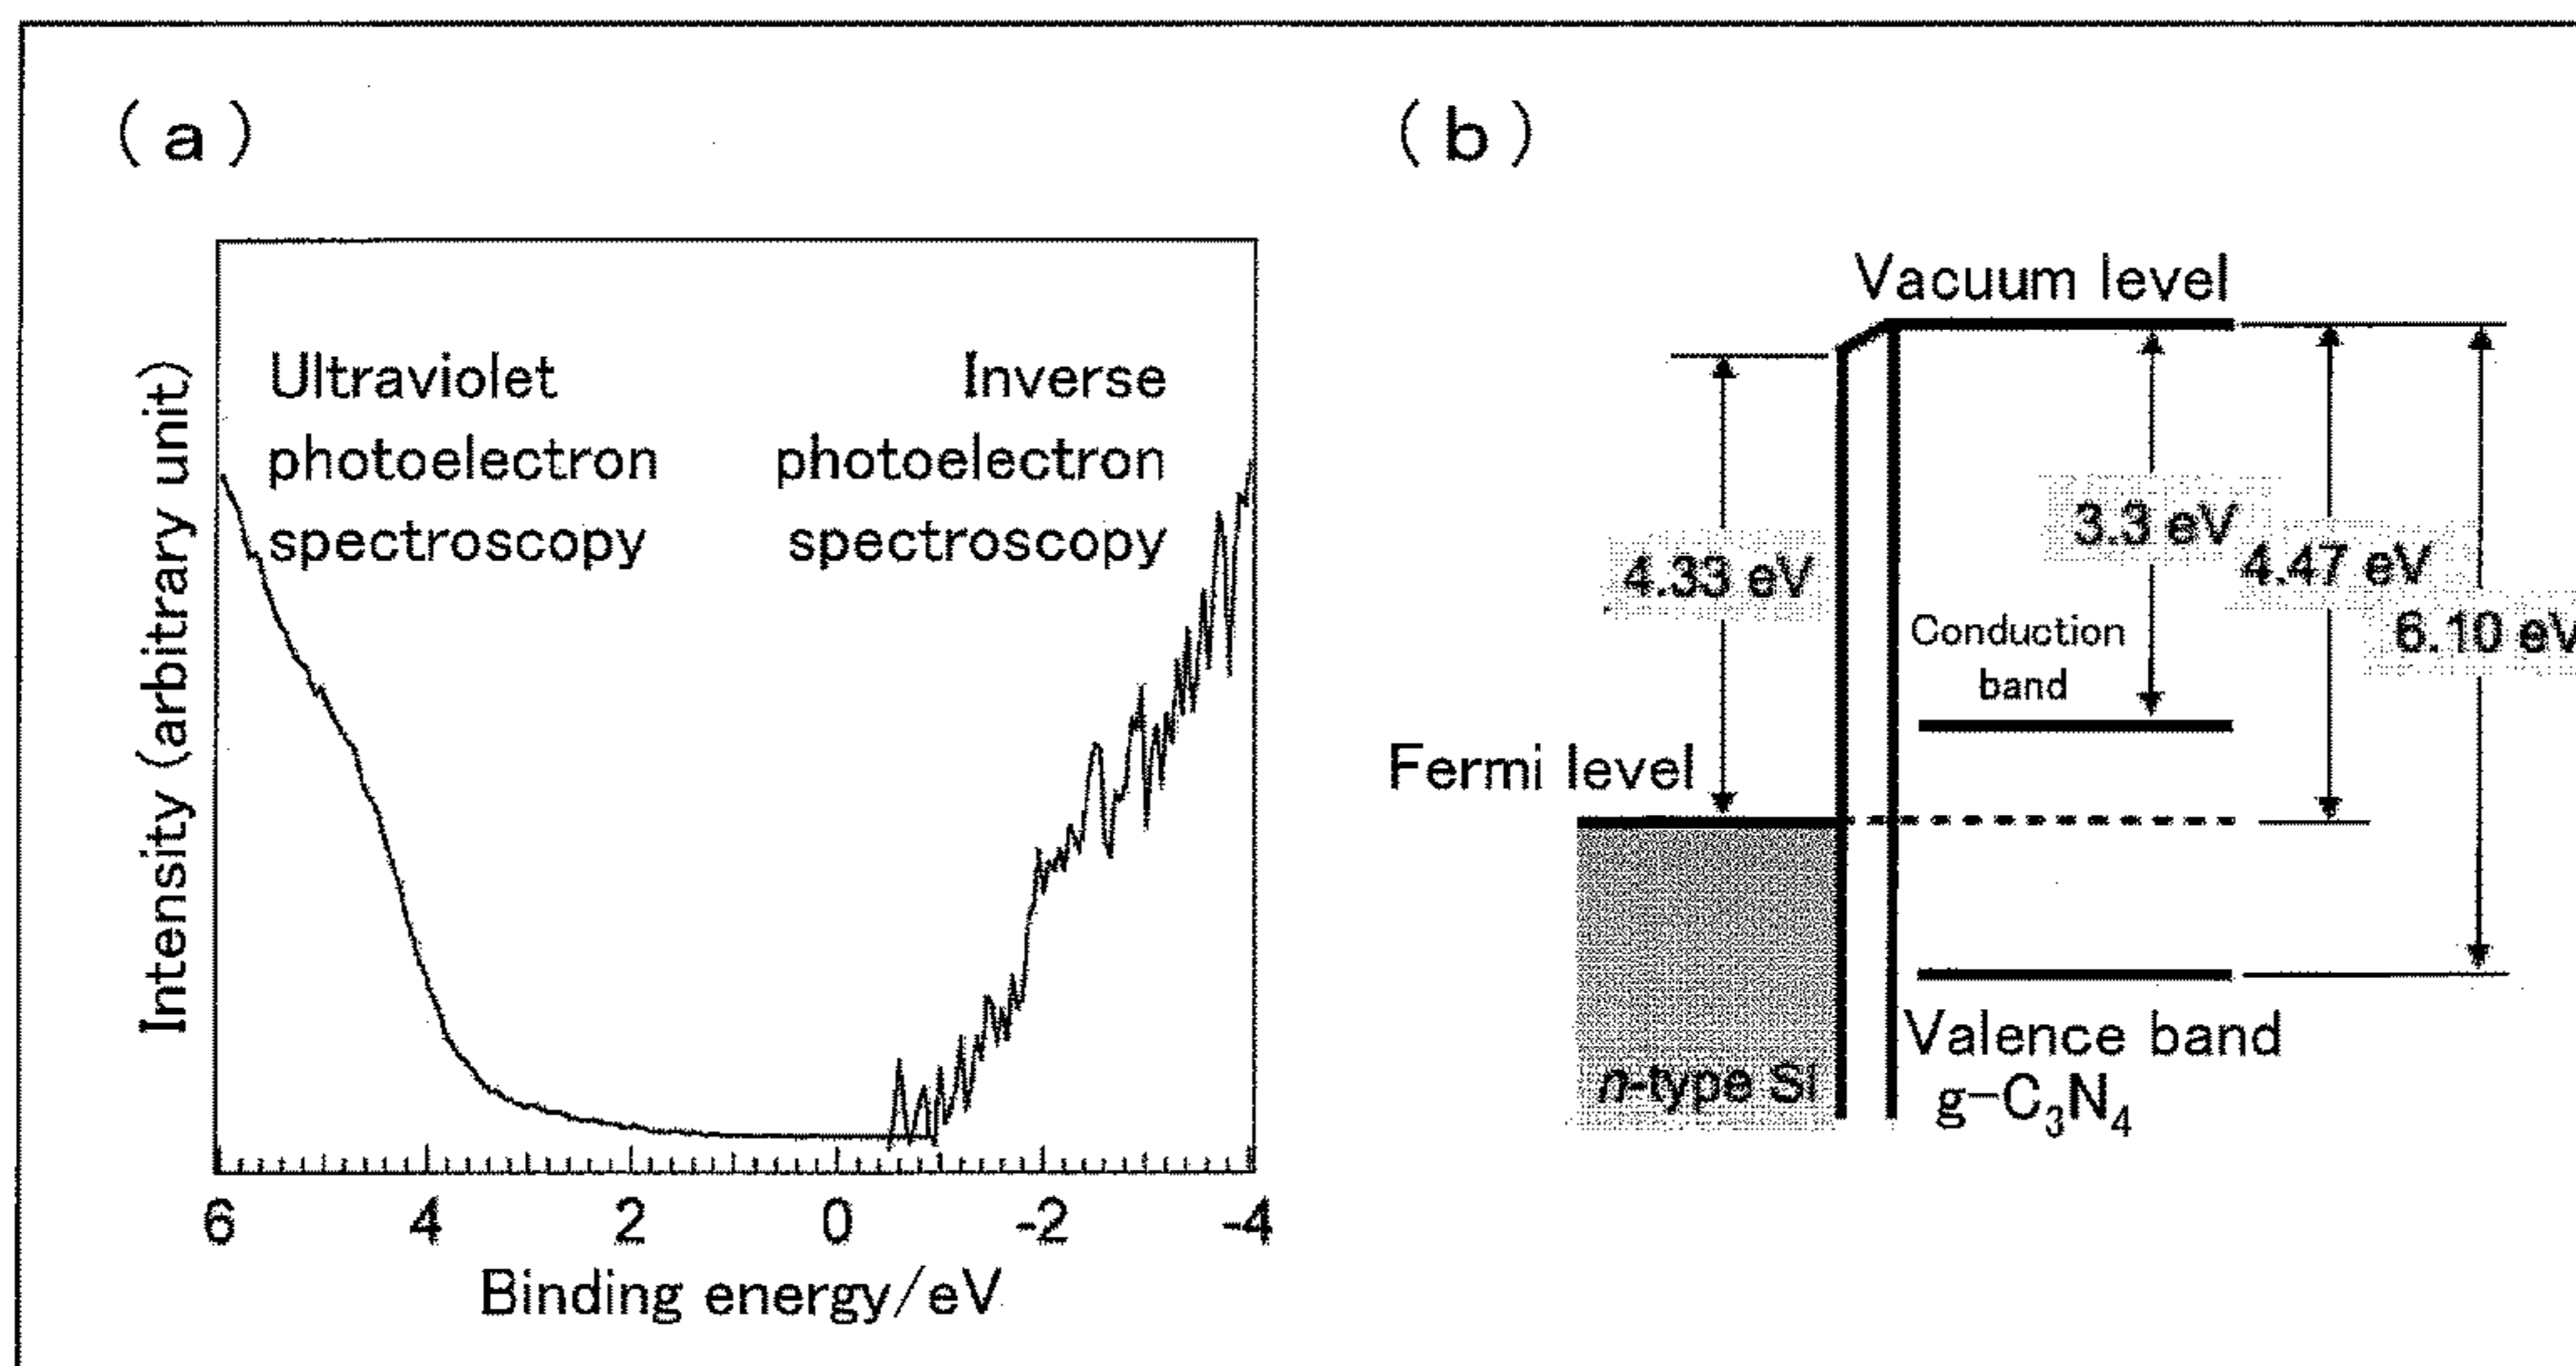 (a)
Ultraviolet
photoelectron
spectroscopy
Inverse
photoelectron
spectroscopy
Intensity (arbitrary unit)
6 4 2 0 -2 -4
Binding energy/eV
(b)
Vacuum level
3.3 eV
4.33 eV
4.47 eV
6.10 eV
Conduction
band
Fermi level
n-type Si
Valence band
g-C₃N₄